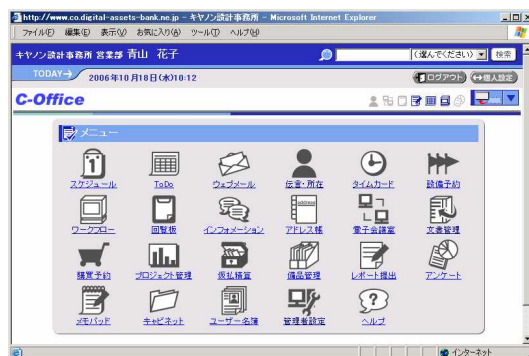 http://www.co.digital-assets-bank.ne.jp - キヤノン設計事務所 - Microsoft Internet Explorer
ファイル(F) 編集(E) 表示(V) お気に入り(A) ツール(T) ヘルプ(H)
キヤノン設計事務所 営業部 青山 花子 (選んでください) 検索
TODAY→ 2006年10月18日(水)10:12 ログアウト 個人設定
C-Office
メニュー
スケジュール ToDo ウェブメール 伝言・所在 タイムカード 設備予約
ワークフロー 回覧板 インフォメーション アドレス帳 電子会議室 文書管理
購買予約 プロジェクト管理 仮払精算 備品管理 レポート提出 アンケート
メモパッド キャビネット ユーザー名簿 管理者設定 ヘルプ
インターネット